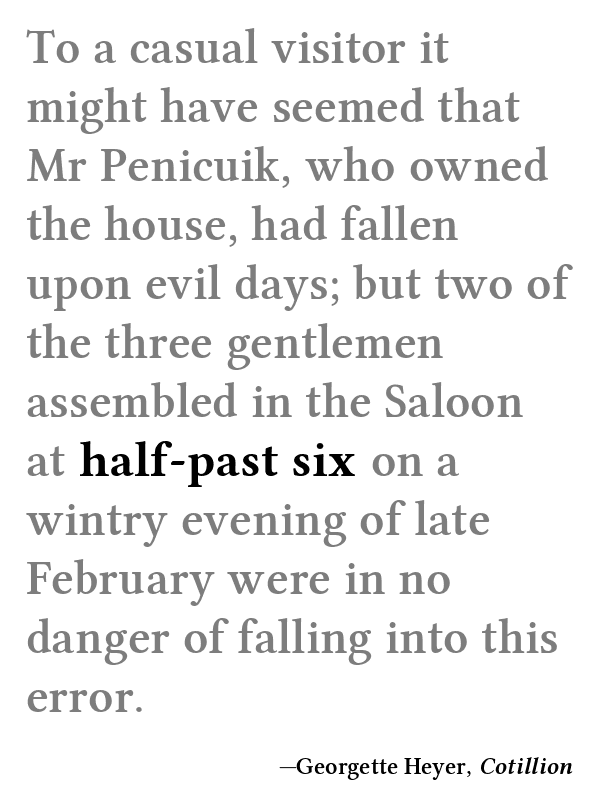 To a casual visitor it
might have seemed that
Mr Penicuik, who owned
the house, had fallen
upon evil days; but two of
the three gentlemen
assembled in the Saloon
at half-past six on a
wintry evening of late
February were in no
danger of falling into this
error.
—Georgette Heyer, Cotillion